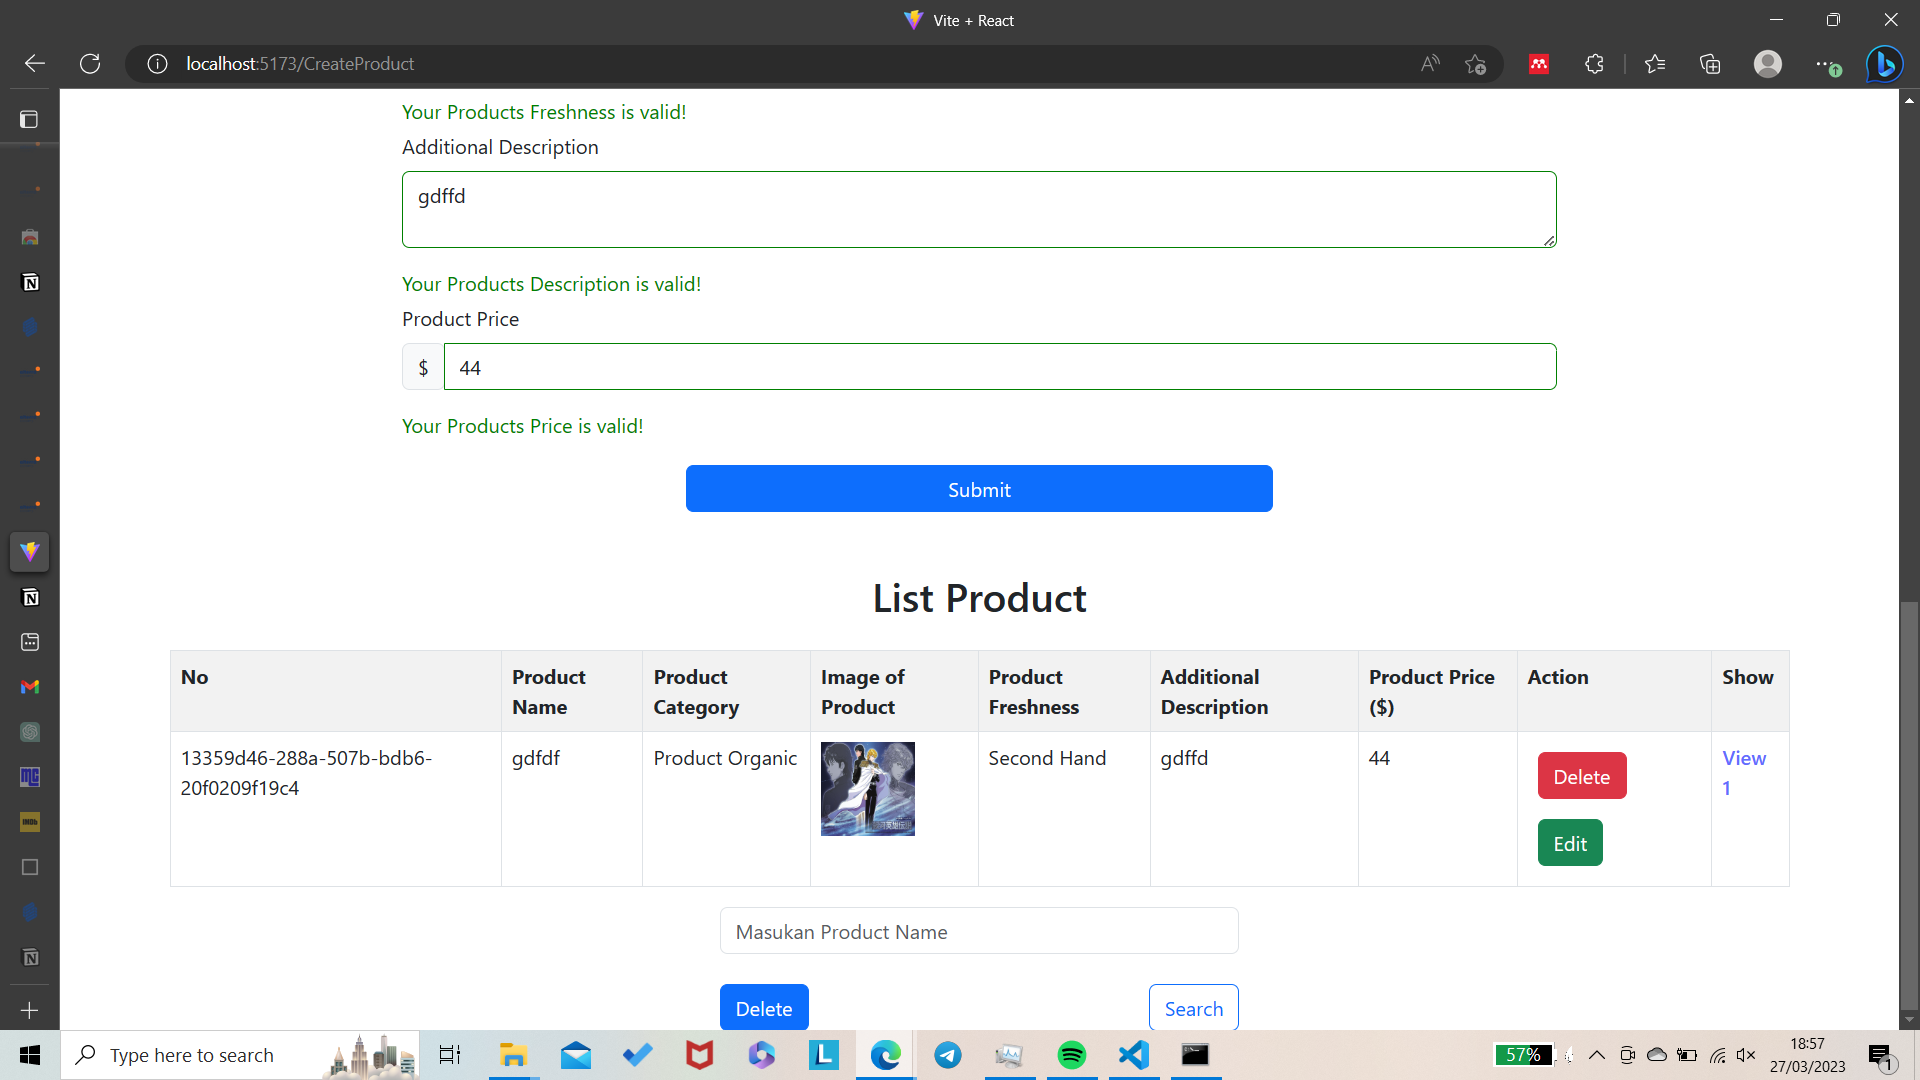 Vite + React
localhost:5173/CreateProduct
Your Products Freshness is valid!
Additional Description
gdffd
Your Products Description is valid!
Product Price
$ 44
Your Products Price is valid!
Submit
List Product
No
Product Name
Product Category
Image of Product
Product Freshness
Additional Description
Product Price ($)
Action
Show
13359d46-288a-507b-bdb6-
20f0209f19c4
gdfdf
Product Organic
Second Hand
gdffd
44
Delete
Edit
View
1
Masukan Product Name
Delete
Search
Type here to search
57%
18:57
27/03/2023
1